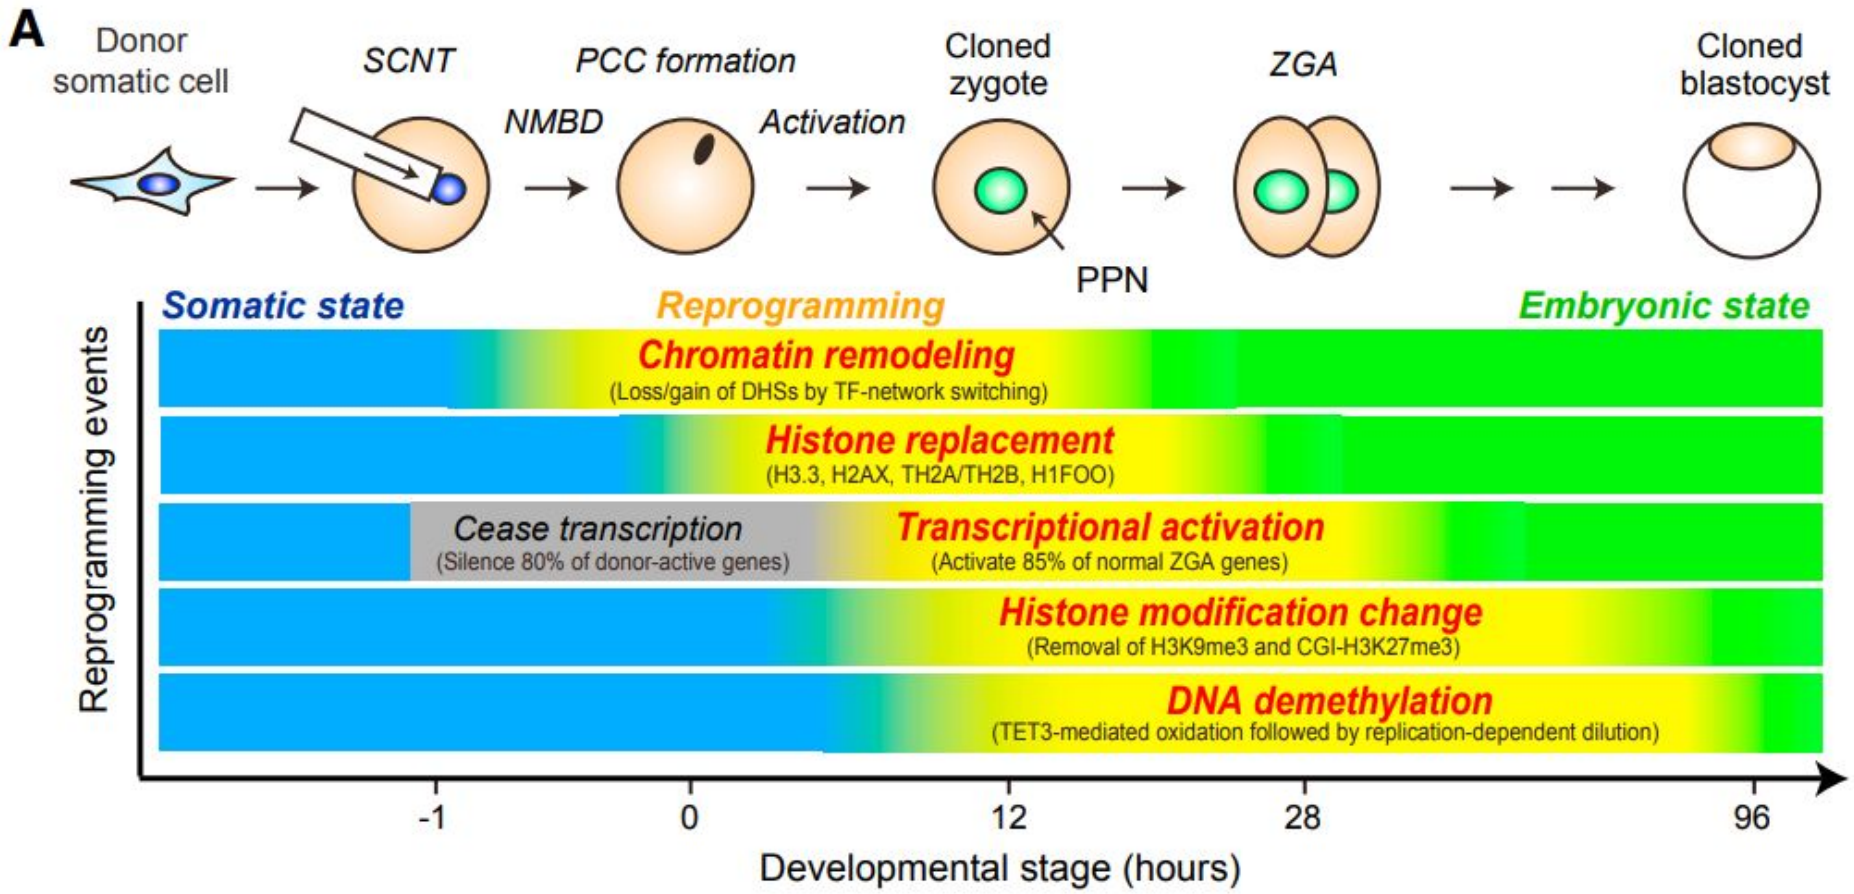 A
Donor
somatic cell
SCNT
NMBD
PCC formation
Activation
Cloned
zygote
PPN
ZGA
Cloned
blastocyst
Somatic state
Reprogramming
Embryonic state
Reprogramming events
Chromatin remodeling
(Loss/gain of DHSs by TF-network switching)
Histone replacement
(H3.3, H2AX, TH2A/TH2B, H1FOO)
Cease transcription
(Silence 80% of donor-active genes)
Transcriptional activation
(Activate 85% of normal ZGA genes)
Histone modification change
(Removal of H3K9me3 and CGI-H3K27me3)
DNA demethylation
(TET3-mediated oxidation followed by replication-dependent dilution)
-1 0 12 28 96
Developmental stage (hours)